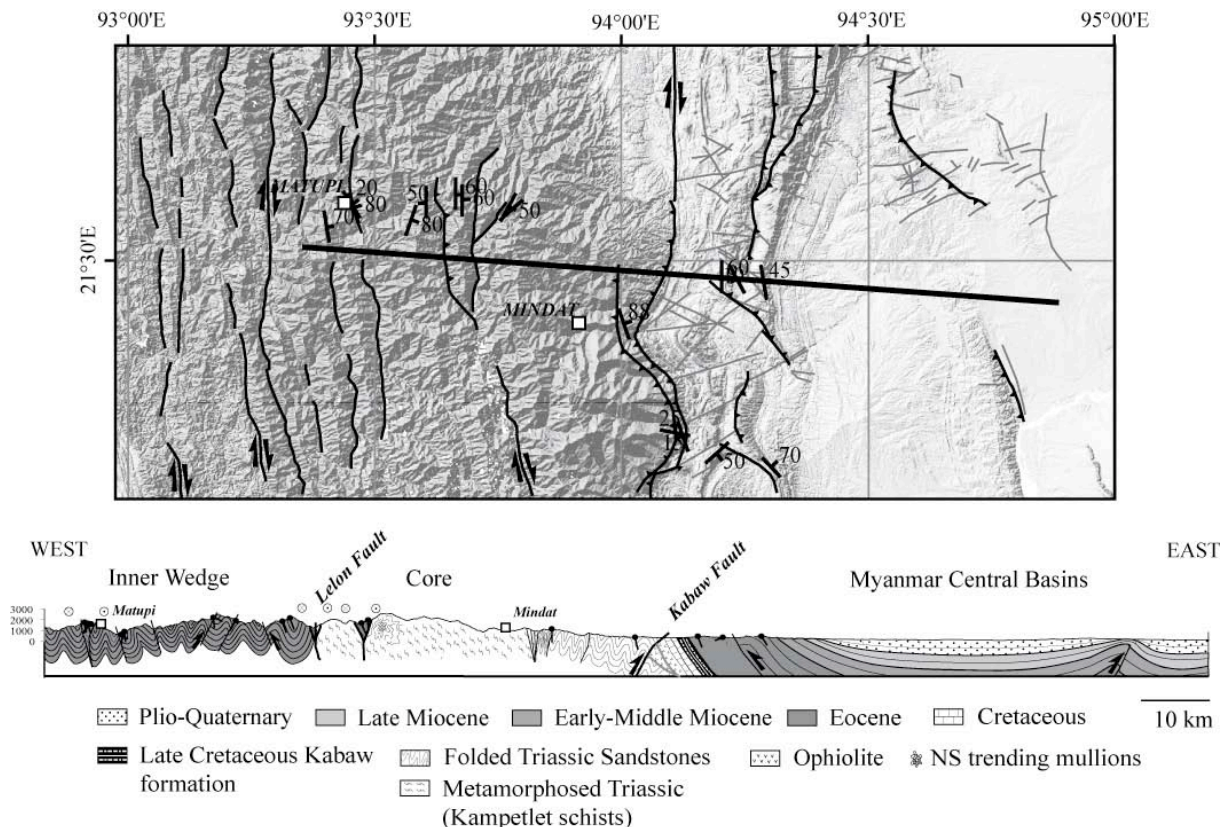 93°00'E 93°30'E 94°00'E 94°30'E 95°00'E
21°30'E
MATUPI
20
80
70
50
80
60
60
50
MINDAT
88
60
45
50
70
WEST
EAST
Inner Wedge
Lelon Fault
Core
Kabaw Fault
Myanmar Central Basins
3000
2000
1000
0
Matupi
Mindat
10 km
Plio-Quaternary Late Miocene Early-Middle Miocene Eocene Cretaceous
Late Cretaceous Kabaw
formation
Folded Triassic Sandstones Ophiolite NS trending mullions
Metamorphosed Triassic
(Kampetlet schists)